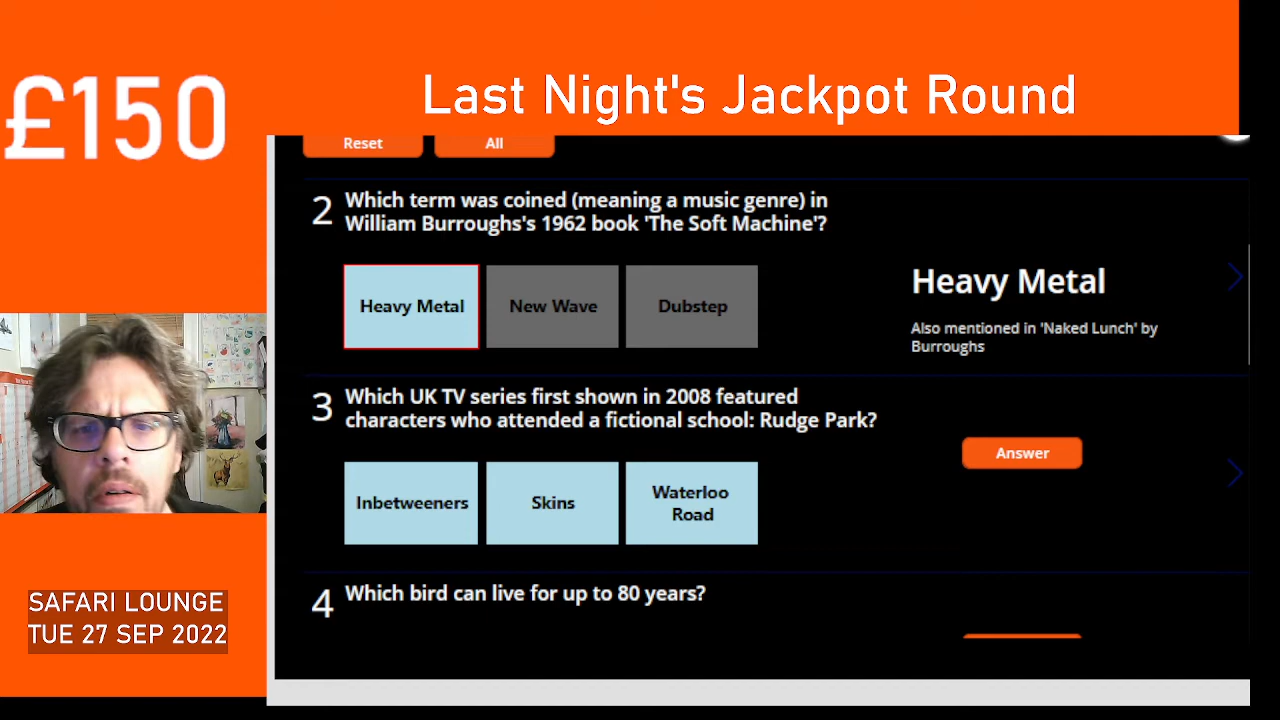 £150
Last Night's Jackpot Round
Reset
All
2
Which term was coined (meaning a music genre) in
William Burroughs's 1962 book 'The Soft Machine'?
Heavy Metal
New Wave
Dubstep
Heavy Metal
Also mentioned in 'Naked Lunch' by
Burroughs
3
Which UK TV series first shown in 2008 featured
characters who attended a fictional school: Rudge Park?
Answer
Inbetweeners
Skins
Waterloo
Road
4
Which bird can live for up to 80 years?
SAFARI LOUNGE
TUE 27 SEP 2022